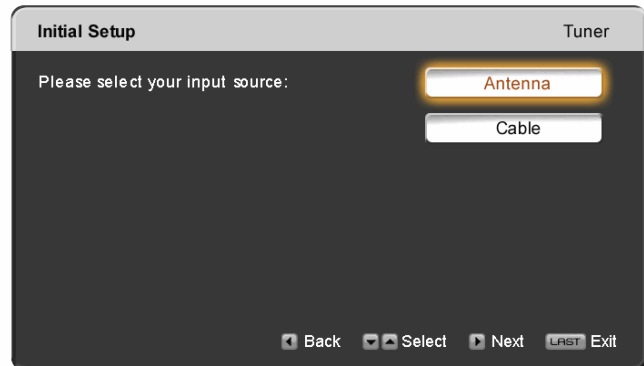 Initial Setup Tuner
Please select your input source: Antenna
Cable
Back Select Next LAST Exit